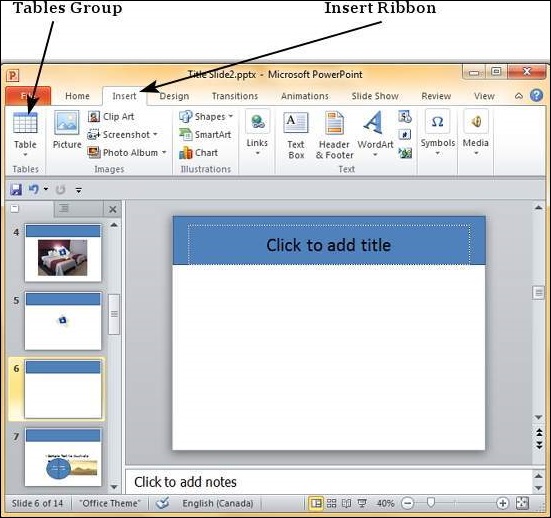 Tables Group Insert Ribbon
Title Slide2.pptx - Microsoft PowerPoint
File Home Insert Design Transitions Animations Slide Show Review View
Table Picture Clip Art Screenshot Photo Album Shapes SmartArt Chart Links Text Box Header & Footer WordArt Symbols Media
Tables Images Illustrations Text
4
5
6
7
Click to add title
Click to add notes
Slide 6 of 14 "Office Theme" English (Canada) 40%